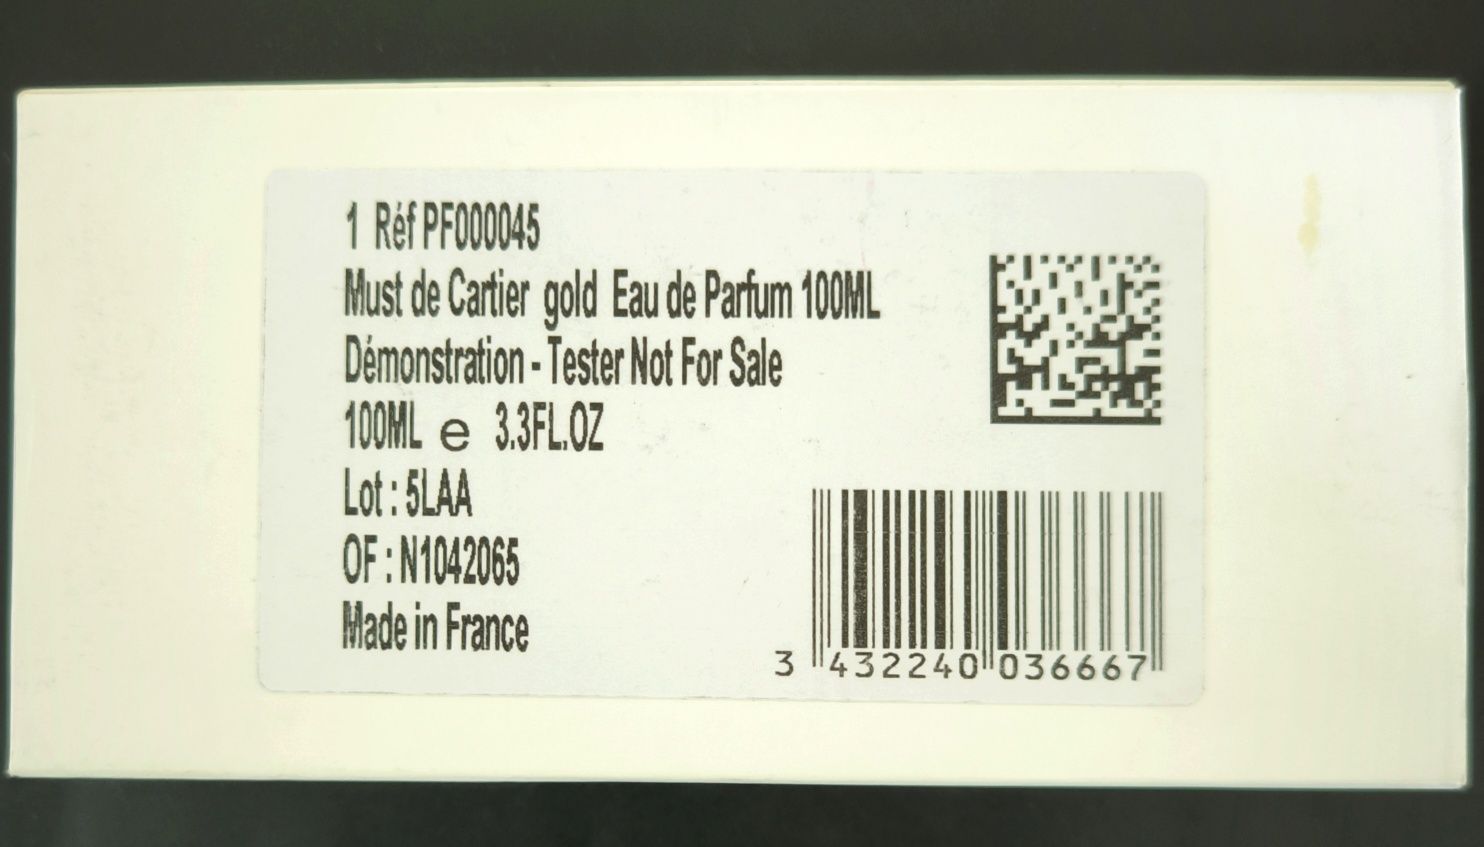 1 Réf PF000045
Must de Cartier gold Eau de Parfum 100ML
Démonstration - Tester Not For Sale
100ML e 3.3FL.OZ
Lot : 5LAA
OF : N1042065
Made in France
3 432240 036667